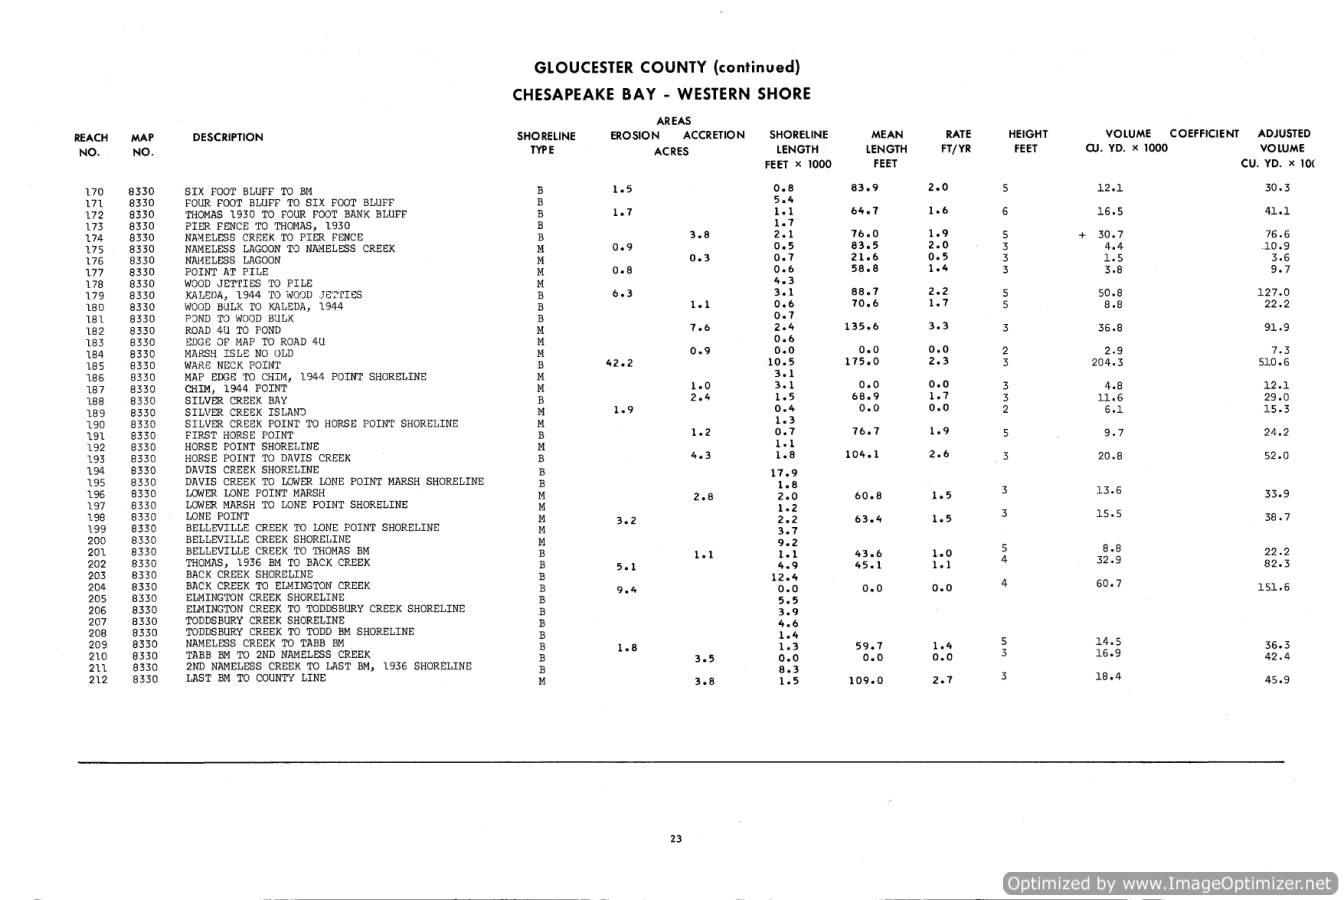 GLOUCESTER COUNTY (continued)
CHESAPEAKE BAY - WESTERN SHORE
AREAS
REACH MAP DESCRIPTION SHORELINE EROSION ACCRETION SHORELINE MEAN RATE HEIGHT VOLUME COEFFICIENT ADJUSTED
NO. NO. TYPE ACRES LENGTH LENGTH FT/YR FEET CU. YD. × 1000 VOLUME
FEET × 1000 FEET CU. YD. × 10(
170 8330 SIX FOOT BLUFF TO BM B 1.5 0.8 83.9 2.0 5 12.1 30.3
171 8330 FOUR FOOT BLUFF TO SIX FOOT BLUFF B 5.4
172 8330 THOMAS 1930 TO FOUR FOOT BANK BLUFF B 1.7 1.1 64.7 1.6 6 16.5 41.1
173 8330 PIER FENCE TO THOMAS, 1930 B 1.7
174 8330 NAMELESS CREEK TO PIER FENCE B 3.8 2.1 76.0 1.9 5 + 30.7 76.6
175 8330 NAMELESS LAGOON TO NAMELESS CREEK M 0.9 0.5 83.5 2.0 3 4.4 10.9
176 8330 NAMELESS LAGOON M 0.3 0.7 21.6 0.5 3 1.5 3.6
177 8330 POINT AT PILE M 0.8 0.6 58.8 1.4 3 3.8 9.7
178 8330 WOOD JETTIES TO PILE M 4.3
179 8330 KALEDA, 1944 TO WOOD JETTIES B 6.3 3.1 88.7 2.2 5 50.8 127.0
180 8330 WOOD BULK TO KALEDA, 1944 B 1.1 0.6 70.6 1.7 5 8.8 22.2
181 8330 POND TO WOOD BULK B 0.7
182 8330 ROAD 4U TO POND M 7.6 2.4 135.6 3.3 3 36.8 91.9
183 8330 EDGE OF MAP TO ROAD 4U M 0.6
184 8330 MARSH ISLE NO OLD M 0.9 0.0 0.0 0.0 2 2.9 7.3
185 8330 WARE NECK POINT B 42.2 10.5 175.0 2.3 3 204.3 510.6
186 8330 MAP EDGE TO CHIM, 1944 POINT SHORELINE M 3.1
187 8330 CHIM, 1944 POINT M 1.0 3.1 0.0 0.0 3 4.8 12.1
188 8330 SILVER CREEK BAY B 2.4 1.5 68.9 1.7 3 11.6 29.0
189 8330 SILVER CREEK ISLAND M 1.9 0.4 0.0 0.0 2 6.1 15.3
190 8330 SILVER CREEK POINT TO HORSE POINT SHORELINE M 1.3
191 8330 FIRST HORSE POINT B 1.2 0.7 76.7 1.9 5 9.7 24.2
192 8330 HORSE POINT SHORELINE M 1.1
193 8330 HORSE POINT TO DAVIS CREEK B 4.3 1.8 104.1 2.6 3 20.8 52.0
194 8330 DAVIS CREEK SHORELINE B 17.9
195 8330 DAVIS CREEK TO LOWER LONE POINT MARSH SHORELINE B 1.8
196 8330 LOWER LONE POINT MARSH M 2.8 2.0 60.8 1.5 3 13.6 33.9
197 8330 LOWER MARSH TO LONE POINT SHORELINE M 1.2
198 8330 LONE POINT M 3.2 2.2 63.4 1.5 3 15.5 38.7
199 8330 BELLEVILLE CREEK TO LONE POINT SHORELINE M 3.7
200 8330 BELLEVILLE CREEK SHORELINE M 9.2
201 8330 BELLEVILLE CREEK TO THOMAS BM B 1.1 1.1 43.6 1.0 5 8.8 22.2
202 8330 THOMAS, 1936 BM TO BACK CREEK B 5.1 4.9 45.1 1.1 4 32.9 82.3
203 8330 BACK CREEK SHORELINE B 12.4
204 8330 BACK CREEK TO ELMINGTON CREEK B 9.4 0.0 0.0 0.0 4 60.7 151.6
205 8330 ELMINGTON CREEK SHORELINE B 5.5
206 8330 ELMINGTON CREEK TO TODDSBURY CREEK SHORELINE B 3.9
207 8330 TODDSBURY CREEK SHORELINE B 4.6
208 8330 TODDSBURY CREEK TO TODD BM SHORELINE B 1.4
209 8330 NAMELESS CREEK TO TABB BM B 1.8 1.3 59.7 1.4 5 14.5 36.3
210 8330 TABB BM TO 2ND NAMELESS CREEK B 3.5 0.0 0.0 0.0 3 16.9 42.4
211 8330 2ND NAMELESS CREEK TO LAST BM, 1936 SHORELINE B 8.3
212 8330 LAST BM TO COUNTY LINE M 3.8 1.5 109.0 2.7 3 18.4 45.9
23
Optimized by www.ImageOptimizer.net